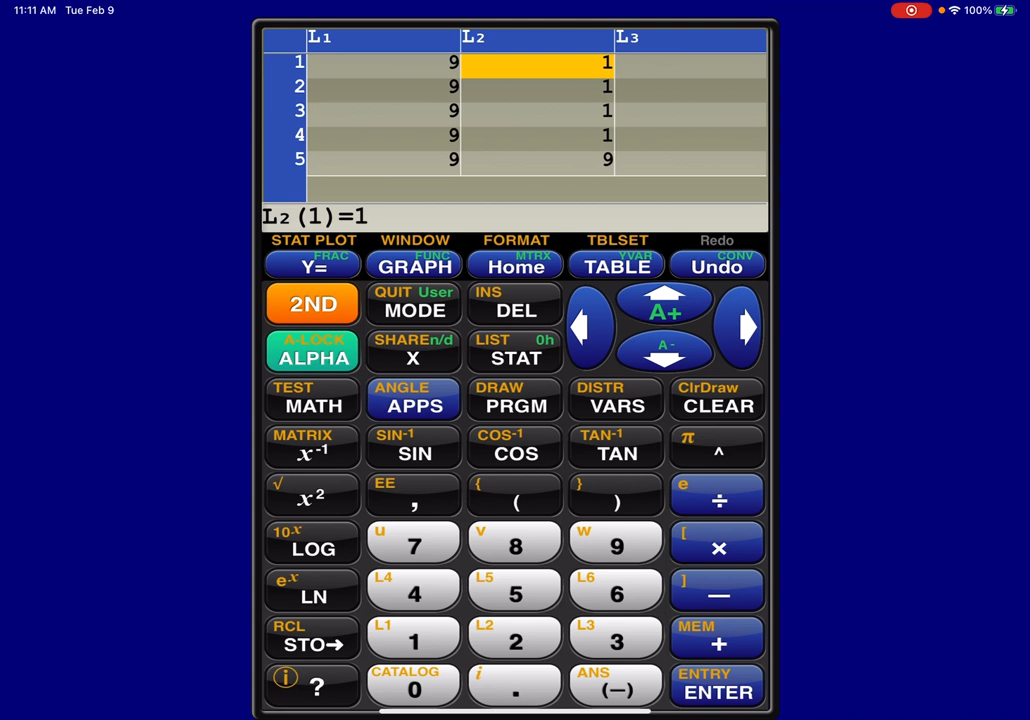 11:11 AM Tue Feb 9
100%
L1 L2 L3
1 9 1
2 9 1
3 9 1
4 9 1
5 9 9
L2(1)=1
STAT PLOT WINDOW FORMAT TBLSET Redo
FRAC FUNC MTRX YVAR CONV
Y= GRAPH Home TABLE Undo
QUIT User INS
2ND MODE DEL A+
A-LOCK SHARE n/d LIST 0h A-
ALPHA X STAT
TEST ANGLE DRAW DISTR ClrDraw
MATH APPS PRGM VARS CLEAR
MATRIX SIN-1 COS-1 TAN-1 π
x-1 SIN COS TAN ^
√ EE { } e
x2 , ( ) ÷
10x u v w [
LOG 7 8 9 ×
ex L4 L5 L6 ]
LN 4 5 6 —
RCL L1 L2 L3 MEM
STO➔ 1 2 3 +
i CATALOG i ANS ENTRY
? 0 . (—) ENTER